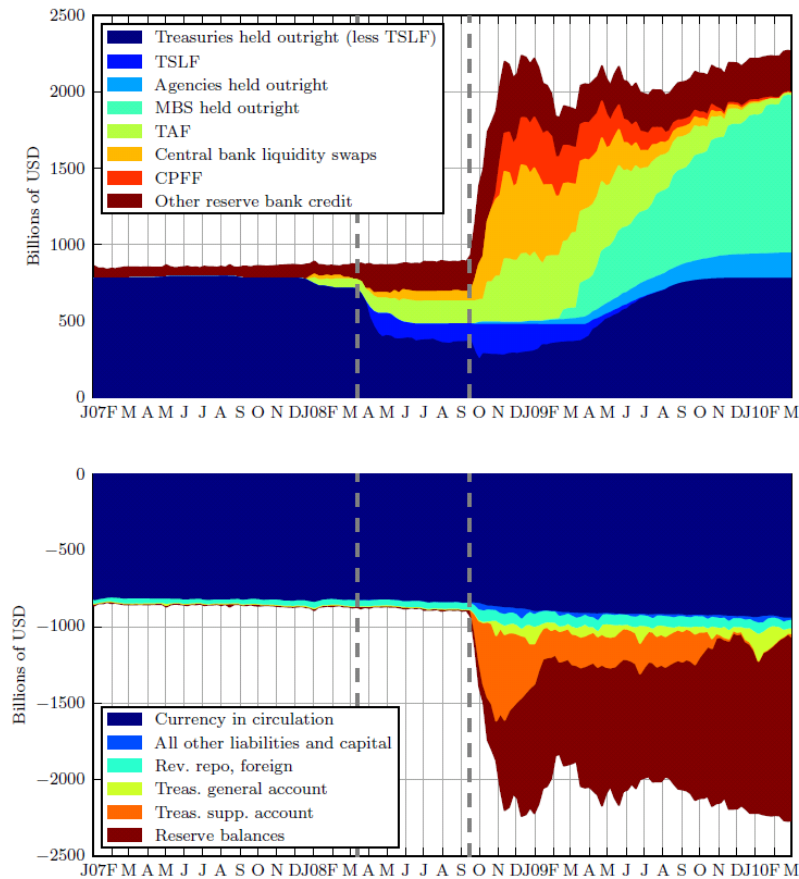 2500
Treasuries held outright (less TSLF)
TSLF
Agencies held outright
2000
MBS held outright
TAF
Central bank liquidity swaps
1500
CPFF
Other reserve bank credit
Billions of USD
1000
500
0
J07F M A M J J A S O N DJ08F M A M J J A S O N DJ09F M A M J J A S O N DJ10F M
0
−500
−1000
Billions of USD
−1500
Currency in circulation
All other liabilities and capital
Rev. repo, foreign
−2000
Treas. general account
Treas. supp. account
Reserve balances
−2500
J07F M A M J J A S O N DJ08F M A M J J A S O N DJ09F M A M J J A S O N DJ10F M